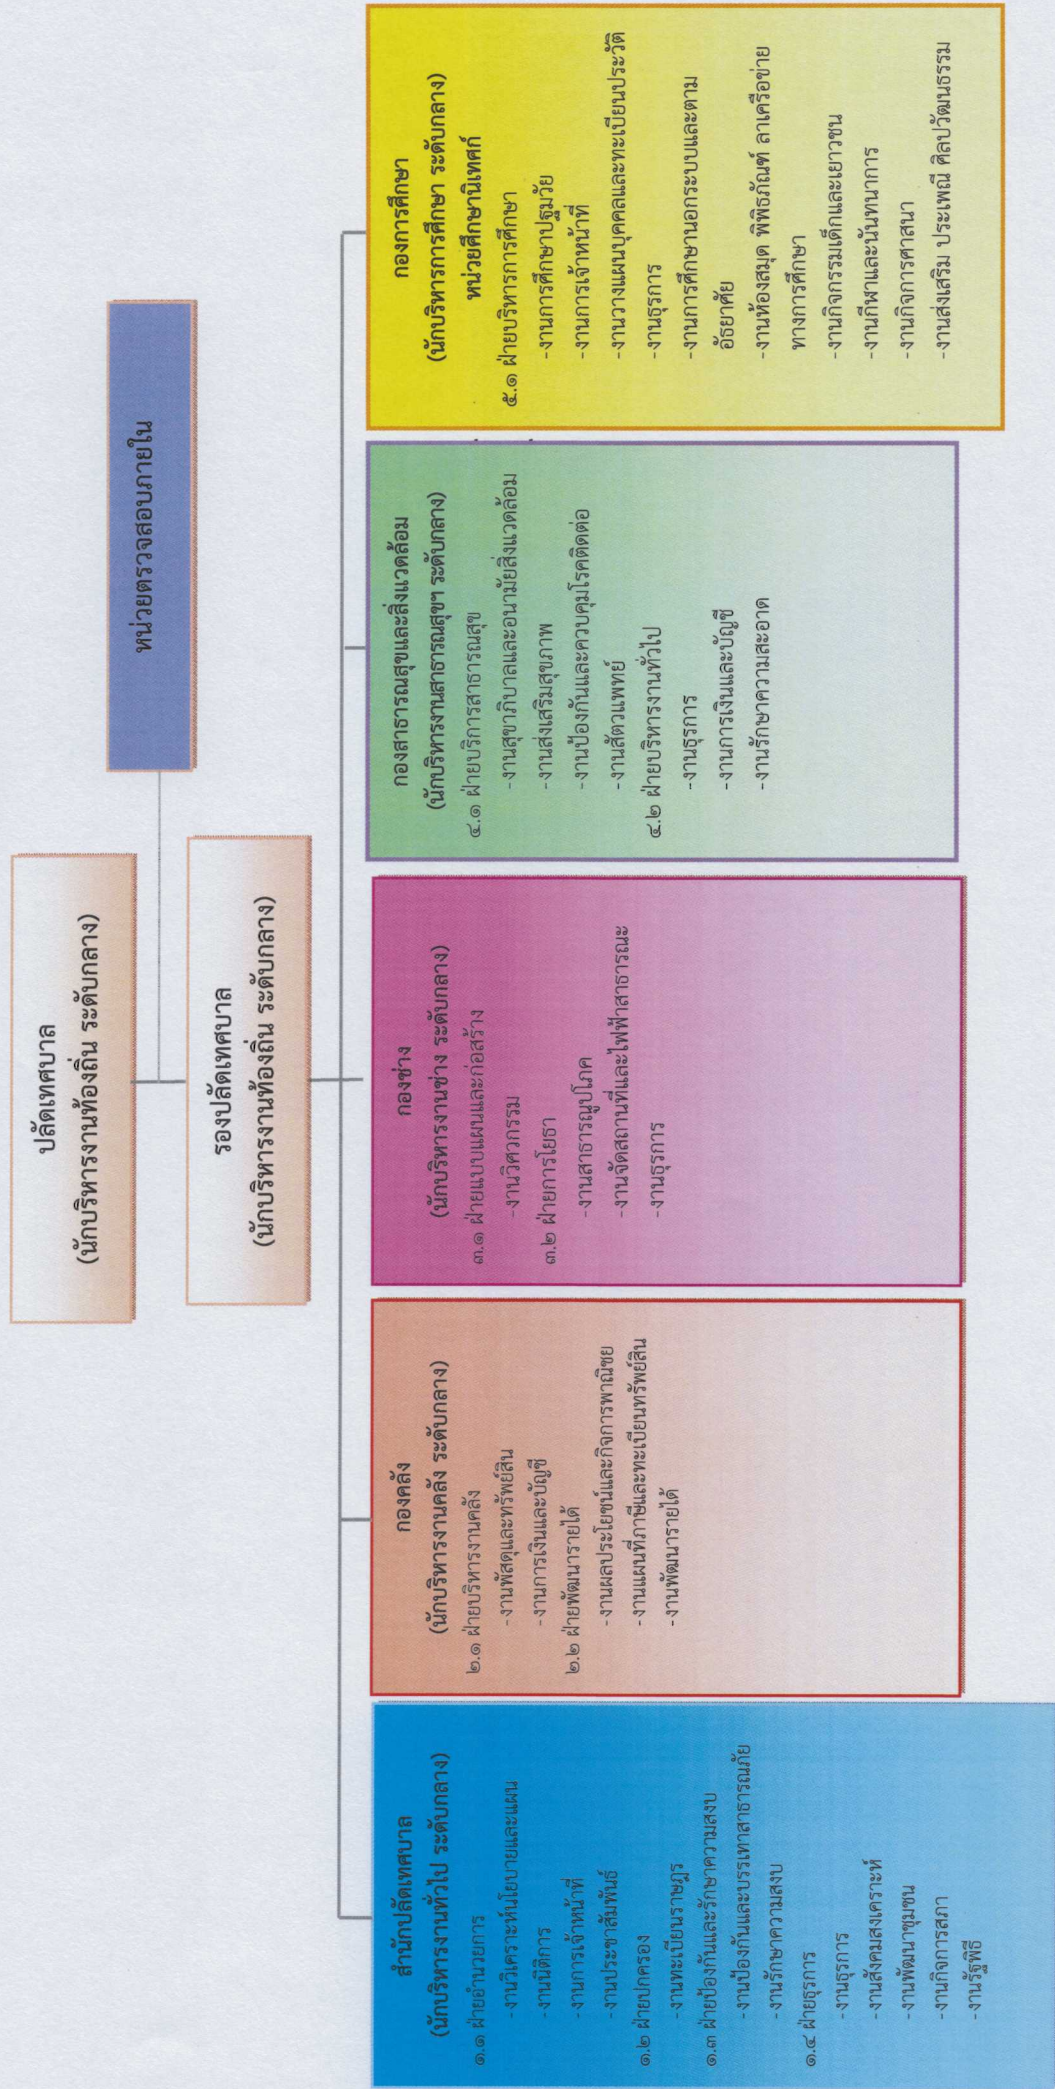 ปลัดเทศบาล
(นักบริหารงานท้องถิ่น ระดับกลาง)
หน่วยตรวจสอบภายใน
รองปลัดเทศบาล
(นักบริหารงานท้องถิ่น ระดับกลาง)
สำนักปลัดเทศบาล
(นักบริหารงานทั่วไป ระดับกลาง)
๑.๑ ฝ่ายอำนวยการ
-งานวิเคราะห์นโยบายและแผน
-งานนิติการ
-งานการเจ้าหน้าที่
-งานประชาสัมพันธ์
๑.๒ ฝ่ายปกครอง
-งานทะเบียนราษฎร
๑.๓ ฝ่ายป้องกันและรักษาความสงบ
-งานป้องกันและบรรเทาสาธารณภัย
-งานรักษาความสงบ
๑.๔ ฝ่ายธุรการ
-งานธุรการ
-งานสังคมสงเคราะห์
-งานพัฒนาชุมชน
-งานกิจการสภา
-งานรัฐพิธี
กองคลัง
(นักบริหารงานคลัง ระดับกลาง)
๒.๑ ฝ่ายบริหารงานคลัง
-งานพัสดุและทรัพย์สิน
-งานการเงินและบัญชี
๒.๒ ฝ่ายพัฒนารายได้
-งานผลประโยชน์และกิจการพาณิชย
-งานแผนที่ภาษีและทะเบียนทรัพย์สิน
-งานพัฒนารายได้
กองช่าง
(นักบริหารงานช่าง ระดับกลาง)
๓.๑ ฝ่ายแบบแผนและก่อสร้าง
-งานวิศวกรรม
๓.๒ ฝ่ายการโยธา
-งานสาธารณูปโภค
-งานจัดสถานที่และไฟฟ้าสาธารณะ
-งานธุรการ
กองสาธารณสุขและสิ่งแวดล้อม
(นักบริหารงานสาธารณสุขฯ ระดับกลาง)
๔.๑ ฝ่ายบริการสาธารณสุข
-งานสุขาภิบาลและอนามัยสิ่งแวดล้อม
-งานส่งเสริมสุขภาพ
-งานป้องกันและควบคุมโรคติดต่อ
-งานสัตวแพทย์
๔.๒ ฝ่ายบริหารงานทั่วไป
-งานธุรการ
-งานการเงินและบัญชี
-งานรักษาความสะอาด
กองการศึกษา
(นักบริหารการศึกษา ระดับกลาง)
หน่วยศึกษานิเทศก์
๕.๑ ฝ่ายบริหารการศึกษา
-งานการศึกษาปฐมวัย
-งานการเจ้าหน้าที่
-งานวางแผนบุคคลและทะเบียนประวัติ
-งานธุรการ
-งานการศึกษานอกระบบและตาม
อัธยาศัย
-งานห้องสมุด พิพิธภัณฑ์ ลาเครือข่าย
ทางการศึกษา
-งานกิจกรรมเด็กและเยาวชน
-งานกีฬาและนันทนาการ
-งานกิจการศาสนา
-งานส่งเสริม ประเพณี ศิลปวัฒนธรรม